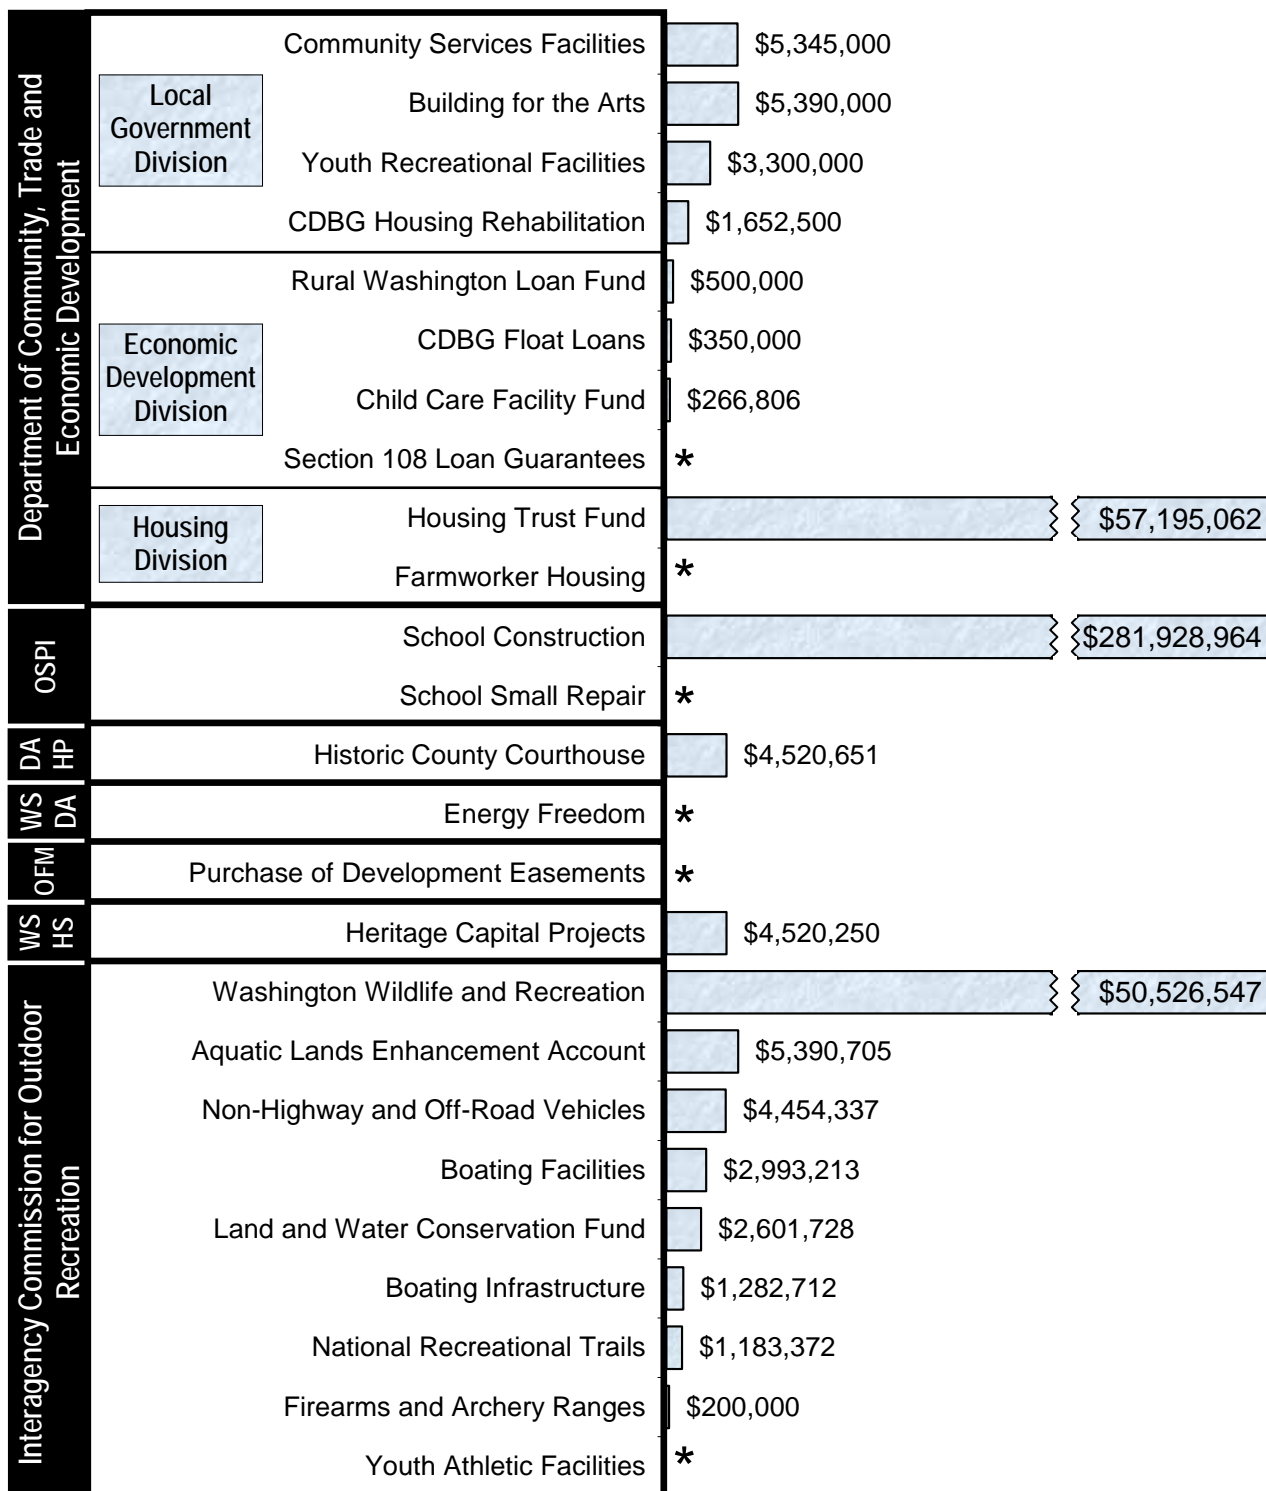 Department of Community, Trade and
Economic Development
Local
Government
Division
Community Services Facilities $5,345,000
Building for the Arts $5,390,000
Youth Recreational Facilities $3,300,000
CDBG Housing Rehabilitation $1,652,500
Economic
Development
Division
Rural Washington Loan Fund $500,000
CDBG Float Loans $350,000
Child Care Facility Fund $266,806
Section 108 Loan Guarantees *
Housing
Division
Housing Trust Fund $57,195,062
Farmworker Housing *
OSPI
School Construction $281,928,964
School Small Repair *
DA
HP
Historic County Courthouse $4,520,651
WS
DA
Energy Freedom *
OFM
Purchase of Development Easements *
WS
HS
Heritage Capital Projects $4,520,250
Interagency Commission for Outdoor
Recreation
Washington Wildlife and Recreation $50,526,547
Aquatic Lands Enhancement Account $5,390,705
Non-Highway and Off-Road Vehicles $4,454,337
Boating Facilities $2,993,213
Land and Water Conservation Fund $2,601,728
Boating Infrastructure $1,282,712
National Recreational Trails $1,183,372
Firearms and Archery Ranges $200,000
Youth Athletic Facilities *